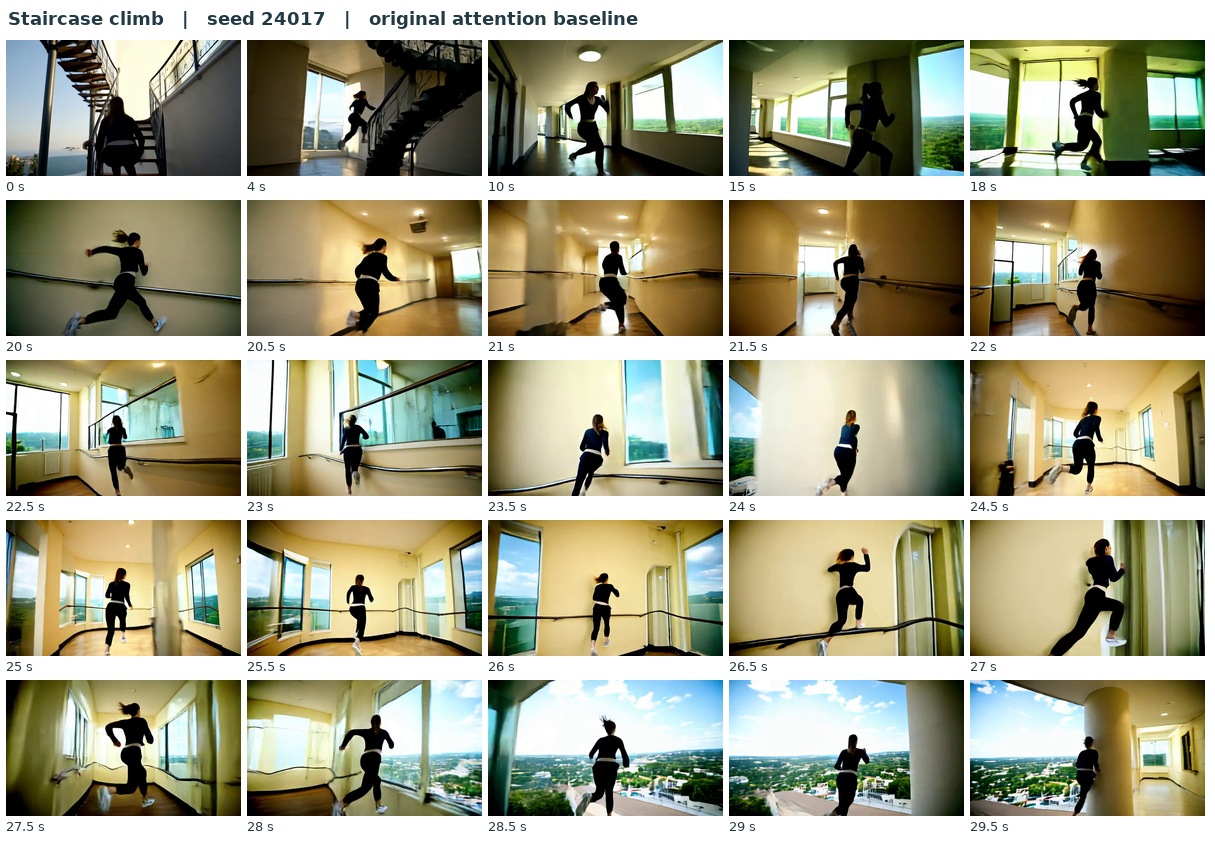 Staircase climb | seed 24017 | original attention baseline
0 s 4 s 10 s 15 s 18 s
20 s 20.5 s 21 s 21.5 s 22 s
22.5 s 23 s 23.5 s 24 s 24.5 s
25 s 25.5 s 26 s 26.5 s 27 s
27.5 s 28 s 28.5 s 29 s 29.5 s